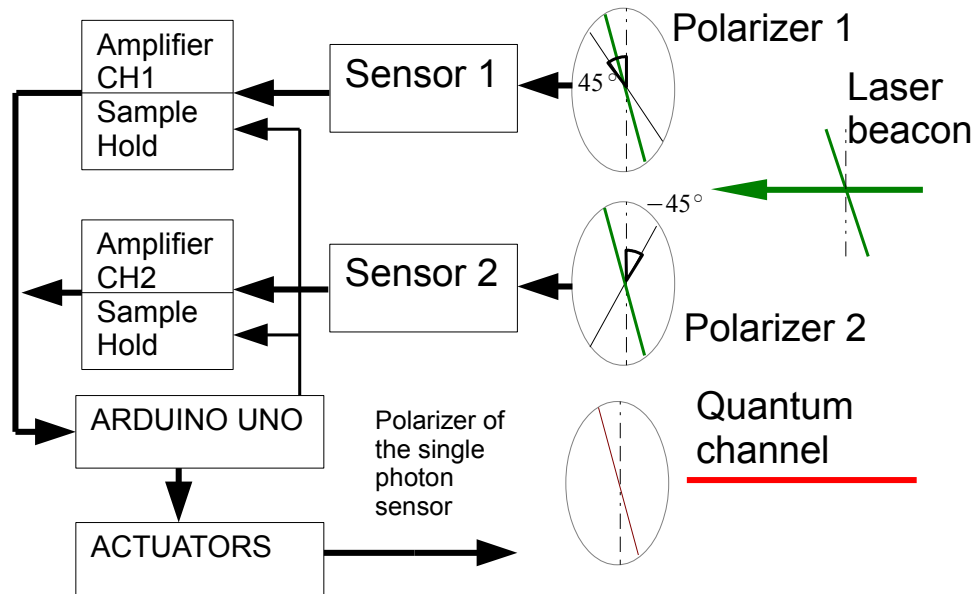 Amplifier
CH1
Sample
Hold
Sensor 1
45°
Polarizer 1
Laser
beacon
Amplifier
CH2
Sample
Hold
Sensor 2
−45°
Polarizer 2
ARDUINO UNO
Polarizer of
the single
photon
sensor
Quantum
channel
ACTUATORS